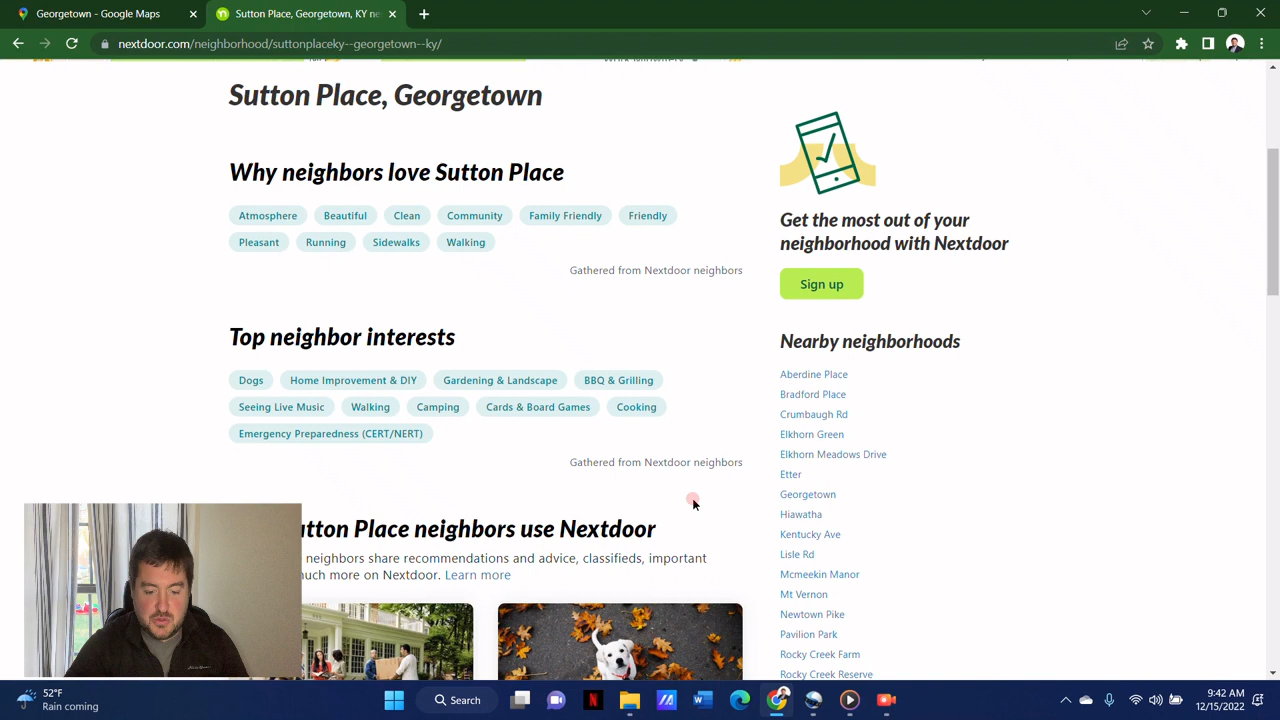 Georgetown - Google Maps
Sutton Place, Georgetown, KY ne
nextdoor.com/neighborhood/suttonplaceky--georgetown--ky/
Sutton Place, Georgetown
Why neighbors love Sutton Place
Atmosphere Beautiful Clean Community Family Friendly Friendly
Pleasant Running Sidewalks Walking
Gathered from Nextdoor neighbors
Top neighbor interests
Dogs Home Improvement & DIY Gardening & Landscape BBQ & Grilling
Seeing Live Music Walking Camping Cards & Board Games Cooking
Emergency Preparedness (CERT/NERT)
Gathered from Nextdoor neighbors
utton Place neighbors use Nextdoor
neighbors share recommendations and advice, classifieds, important
uch more on Nextdoor. Learn more
Get the most out of your
neighborhood with Nextdoor
Sign up
Nearby neighborhoods
Aberdine Place
Bradford Place
Crumbaugh Rd
Elkhorn Green
Elkhorn Meadows Drive
Etter
Georgetown
Hiawatha
Kentucky Ave
Lisle Rd
Mcmeekin Manor
Mt Vernon
Newtown Pike
Pavilion Park
Rocky Creek Farm
Rocky Creek Reserve
52°F
Rain coming
Search
9:42 AM
12/15/2022